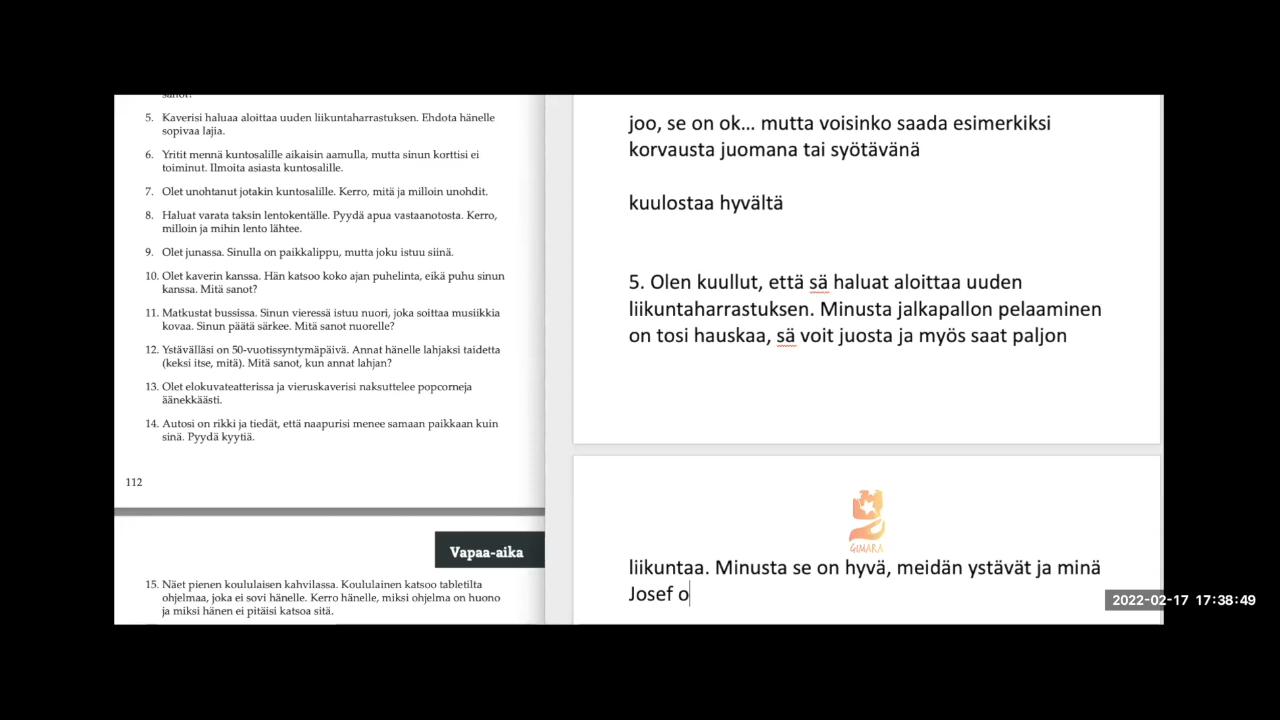 sanot?
5. Kaverisi haluaa aloittaa uuden liikuntaharrastuksen. Ehdota hänelle
sopivaa lajia.
6. Yritit mennä kuntosalille aikaisin aamulla, mutta sinun korttisi ei
toiminut. Ilmoita asiasta kuntosalille.
7. Olet unohtanut jotakin kuntosalille. Kerro, mitä ja milloin unohdit.
8. Haluat varata taksin lentokentälle. Pyydä apua vastaanotosta. Kerro,
milloin ja mihin lento lähtee.
9. Olet junassa. Sinulla on paikkalippu, mutta joku istuu siinä.
10. Olet kaverin kanssa. Hän katsoo koko ajan puhelinta, eikä puhu sinun
kanssa. Mitä sanot?
11. Matkustat bussissa. Sinun vieressä istuu nuori, joka soittaa musiikkia
kovaa. Sinun päätä särkee. Mitä sanot nuorelle?
12. Ystävälläsi on 50-vuotissyntymäpäivä. Annat hänelle lahjaksi taidetta
(keksi itse, mitä). Mitä sanot, kun annat lahjan?
13. Olet elokuvateatterissa ja vieruskaverisi naksuttelee popcorneja
äänekkäästi.
14. Autosi on rikki ja tiedät, että naapurisi menee samaan paikkaan kuin
sinä. Pyydä kyytiä.
112
Vapaa-aika
15. Näet pienen koululaisen kahvilassa. Koululainen katsoo tabletilta
ohjelmaa, joka ei sovi hänelle. Kerro hänelle, miksi ohjelma on huono
ja miksi hänen ei pitäisi katsoa sitä.
joo, se on ok... mutta voisinko saada esimerkiksi
korvausta juomana tai syötävänä
kuulostaa hyvältä
5. Olen kuullut, että sä haluat aloittaa uuden
liikuntaharrastuksen. Minusta jalkapallon pelaaminen
on tosi hauskaa, sä voit juosta ja myös saat paljon
GIMARA
liikuntaa. Minusta se on hyvä, meidän ystävät ja minä
Josef o
2022-02-17 17:38:49